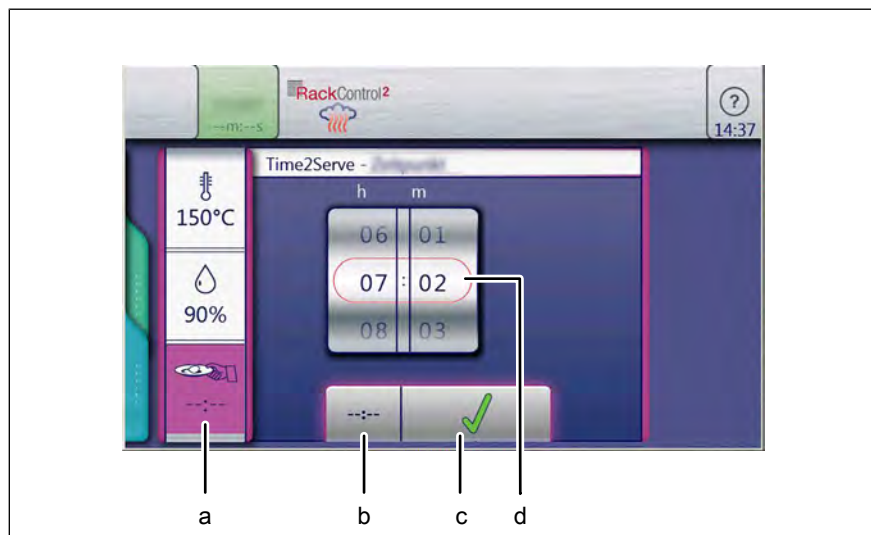 RackControl²
--m:--s
?
14:37
Time2Serve -
h m
150°C
06 01
07 : 02
90%
08 03
--:--
--:--
a b c d